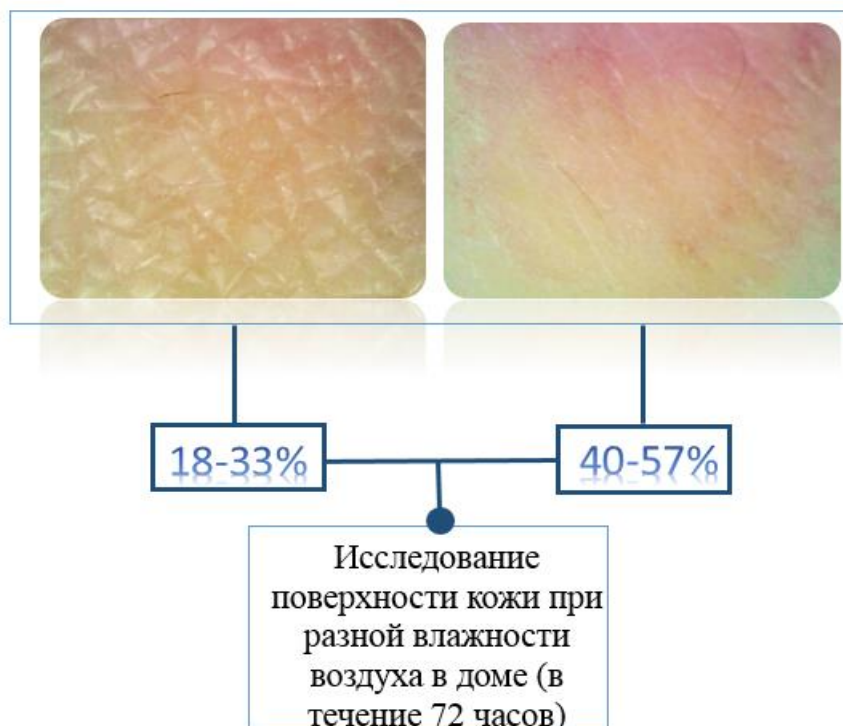 18-33%
40-57%
Исследование
поверхности кожи при
разной влажности
воздуха в доме (в
течение 72 часов)